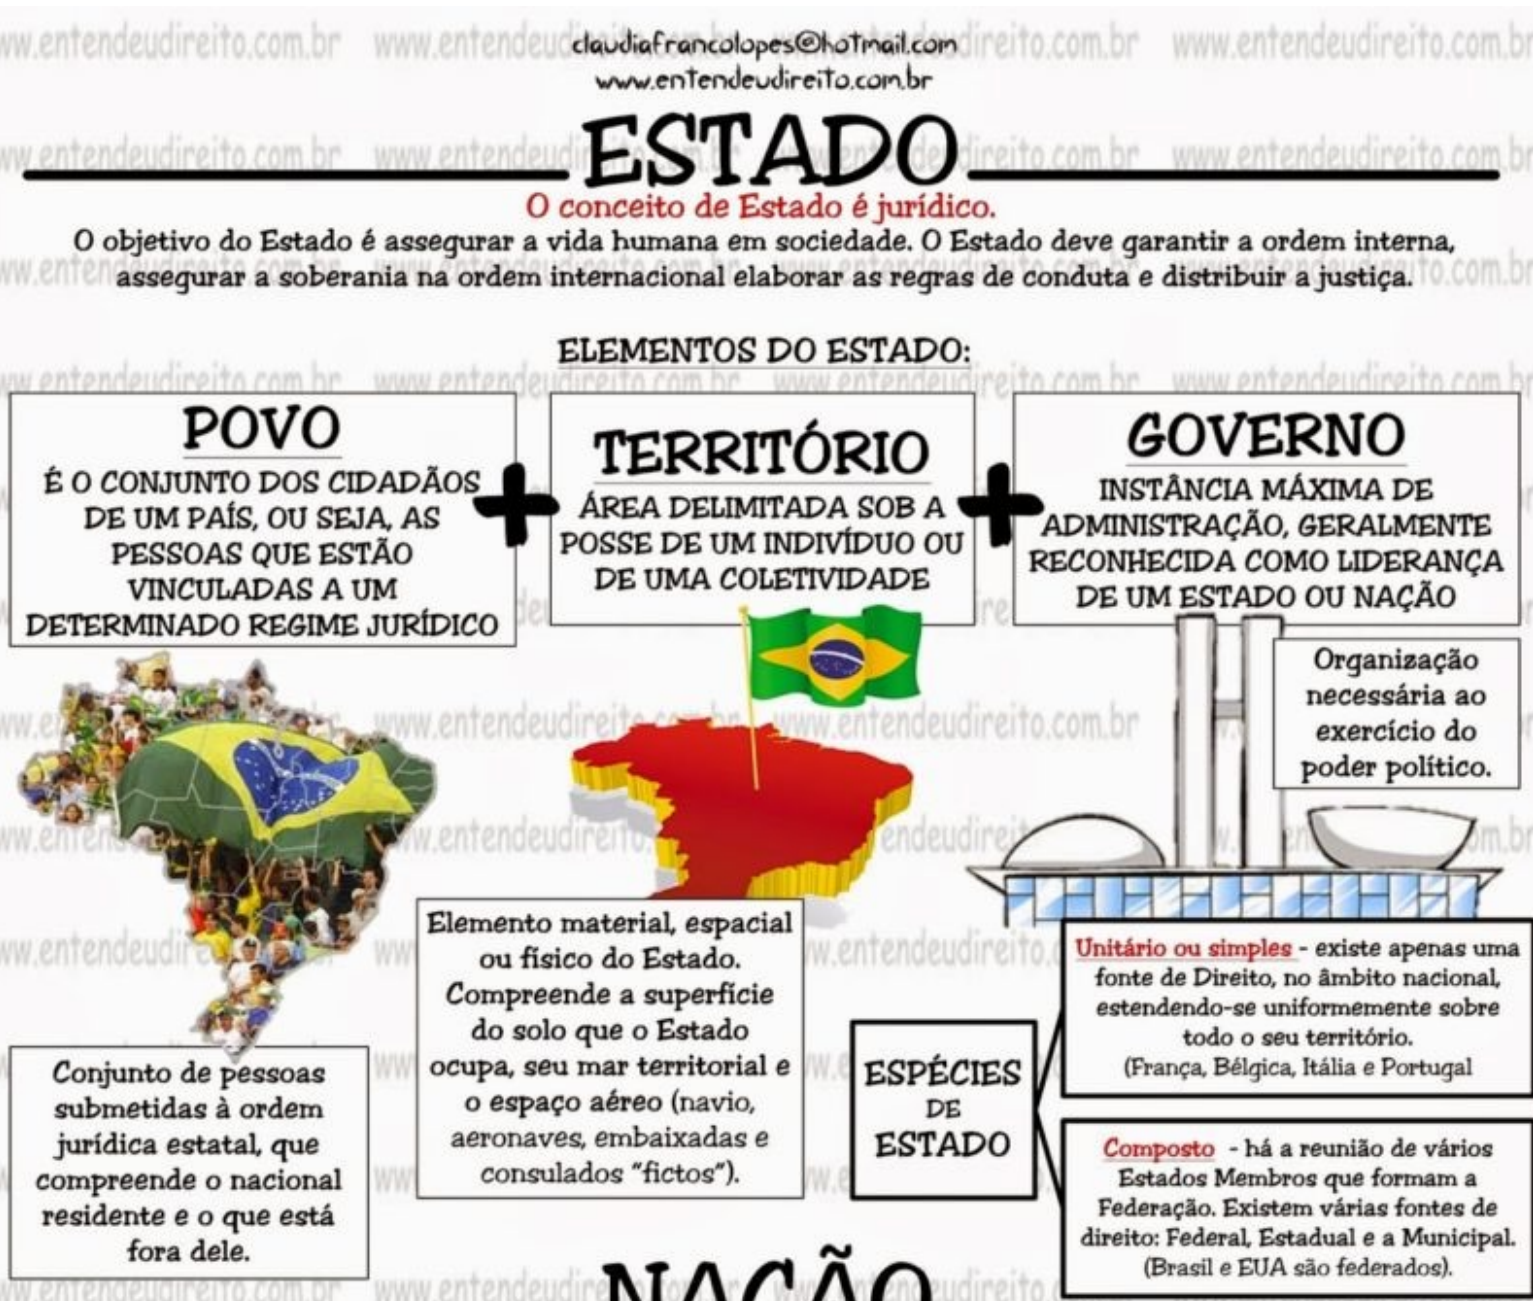 claudiafrancolopes@hotmail.com
www.entendeudireito.com.br
ESTADO
O conceito de Estado é jurídico.
O objetivo do Estado é assegurar a vida humana em sociedade. O Estado deve garantir a ordem interna,
assegurar a soberania na ordem internacional elaborar as regras de conduta e distribuir a justiça.
ELEMENTOS DO ESTADO:
POVO
É O CONJUNTO DOS CIDADÃOS
DE UM PAÍS, OU SEJA, AS
PESSOAS QUE ESTÃO
VINCULADAS A UM
DETERMINADO REGIME JURÍDICO
+
TERRITÓRIO
ÁREA DELIMITADA SOB A
POSSE DE UM INDIVÍDUO OU
DE UMA COLETIVIDADE
+
GOVERNO
INSTÂNCIA MÁXIMA DE
ADMINISTRAÇÃO, GERALMENTE
RECONHECIDA COMO LIDERANÇA
DE UM ESTADO OU NAÇÃO
Organização
necessária ao
exercício do
poder político.
Conjunto de pessoas
submetidas à ordem
jurídica estatal, que
compreende o nacional
residente e o que está
fora dele.
Elemento material, espacial
ou físico do Estado.
Compreende a superfície
do solo que o Estado
ocupa, seu mar territorial e
o espaço aéreo (navio,
aeronaves, embaixadas e
consulados "fictos").
ESPÉCIES
DE
ESTADO
Unitário ou simples - existe apenas uma
fonte de Direito, no âmbito nacional,
estendendo-se uniformemente sobre
todo o seu território.
(França, Bélgica, Itália e Portugal
Composto - há a reunião de vários
Estados Membros que formam a
Federação. Existem várias fontes de
direito: Federal, Estadual e a Municipal.
(Brasil e EUA são federados).
NAÇÃO